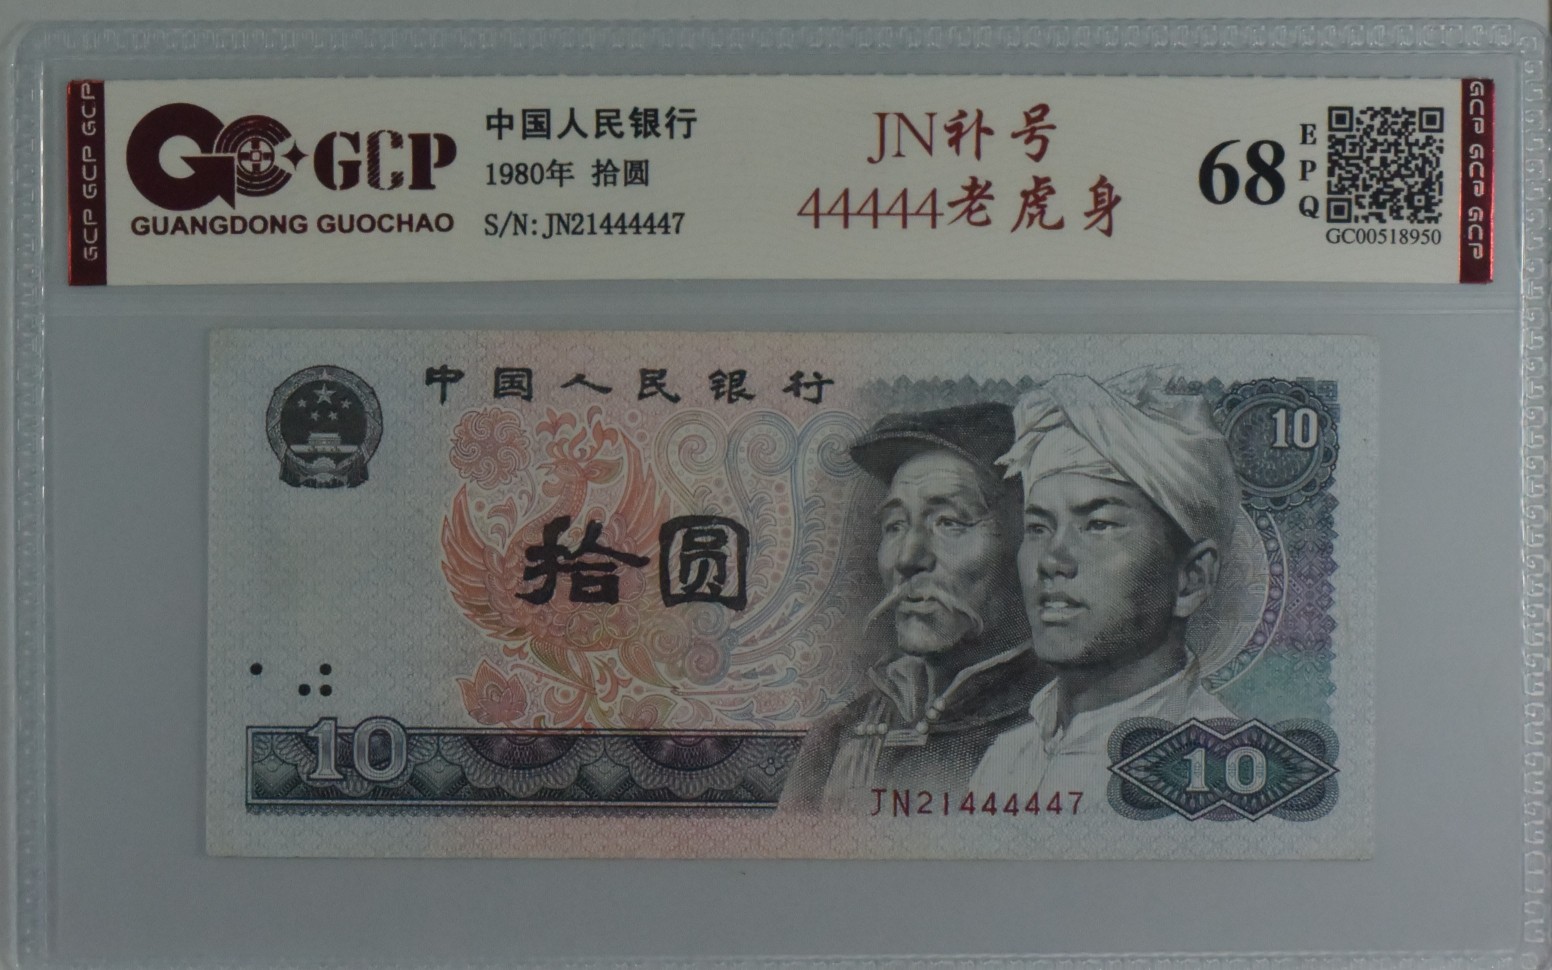 GCP GCP GCP
GCP
GUANGDONG GUOCHAO
中国人民银行
1980年 拾圆
S/N: JN21444447
JN补号
44444老虎身
68
EPQ
GC00518950
GCP GCP GCP
中国人民银行
10
拾圆
10
JN21444447
10